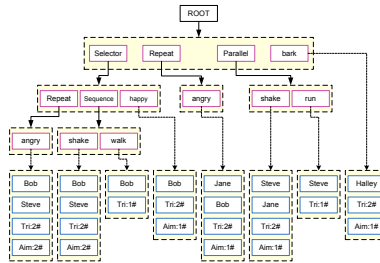 ROOT
Selector Repeat Parallel bark
Repeat Sequence happy angry shake run
angry shake walk
Bob Bob Bob Bob Jane Steve Steve Halley
Steve Steve Tri:1# Tri:2# Bob Jane Tri:1# Tri:2#
Tri:2# Tri:2# Aim:1# Tri:2# Tri:2# Aim:1#
Aim:2# Aim:2# Aim:1# Aim:2#